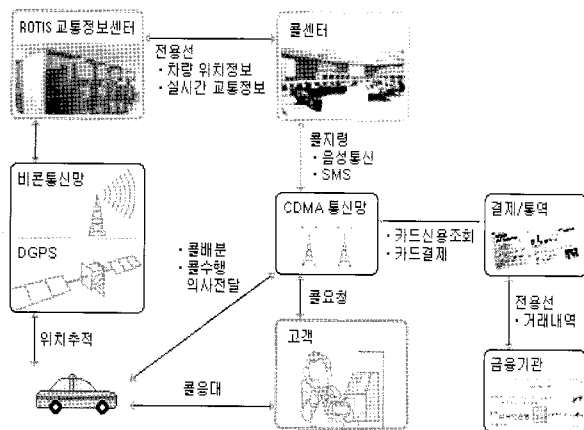 ROTIS 교통정보센터
전용선
· 차량 위치정보
· 실시간 교통정보
콜센터
콜지령
· 음성통신
· SMS
비콘통신망
DGPS
CDMA 통신망
결제/통역
· 카드신용조회
· 카드결제
· 콜배분
· 콜수행
의사전달
콜요청
전용선
· 거래내역
위치추적
고객
금융기관
콜응대